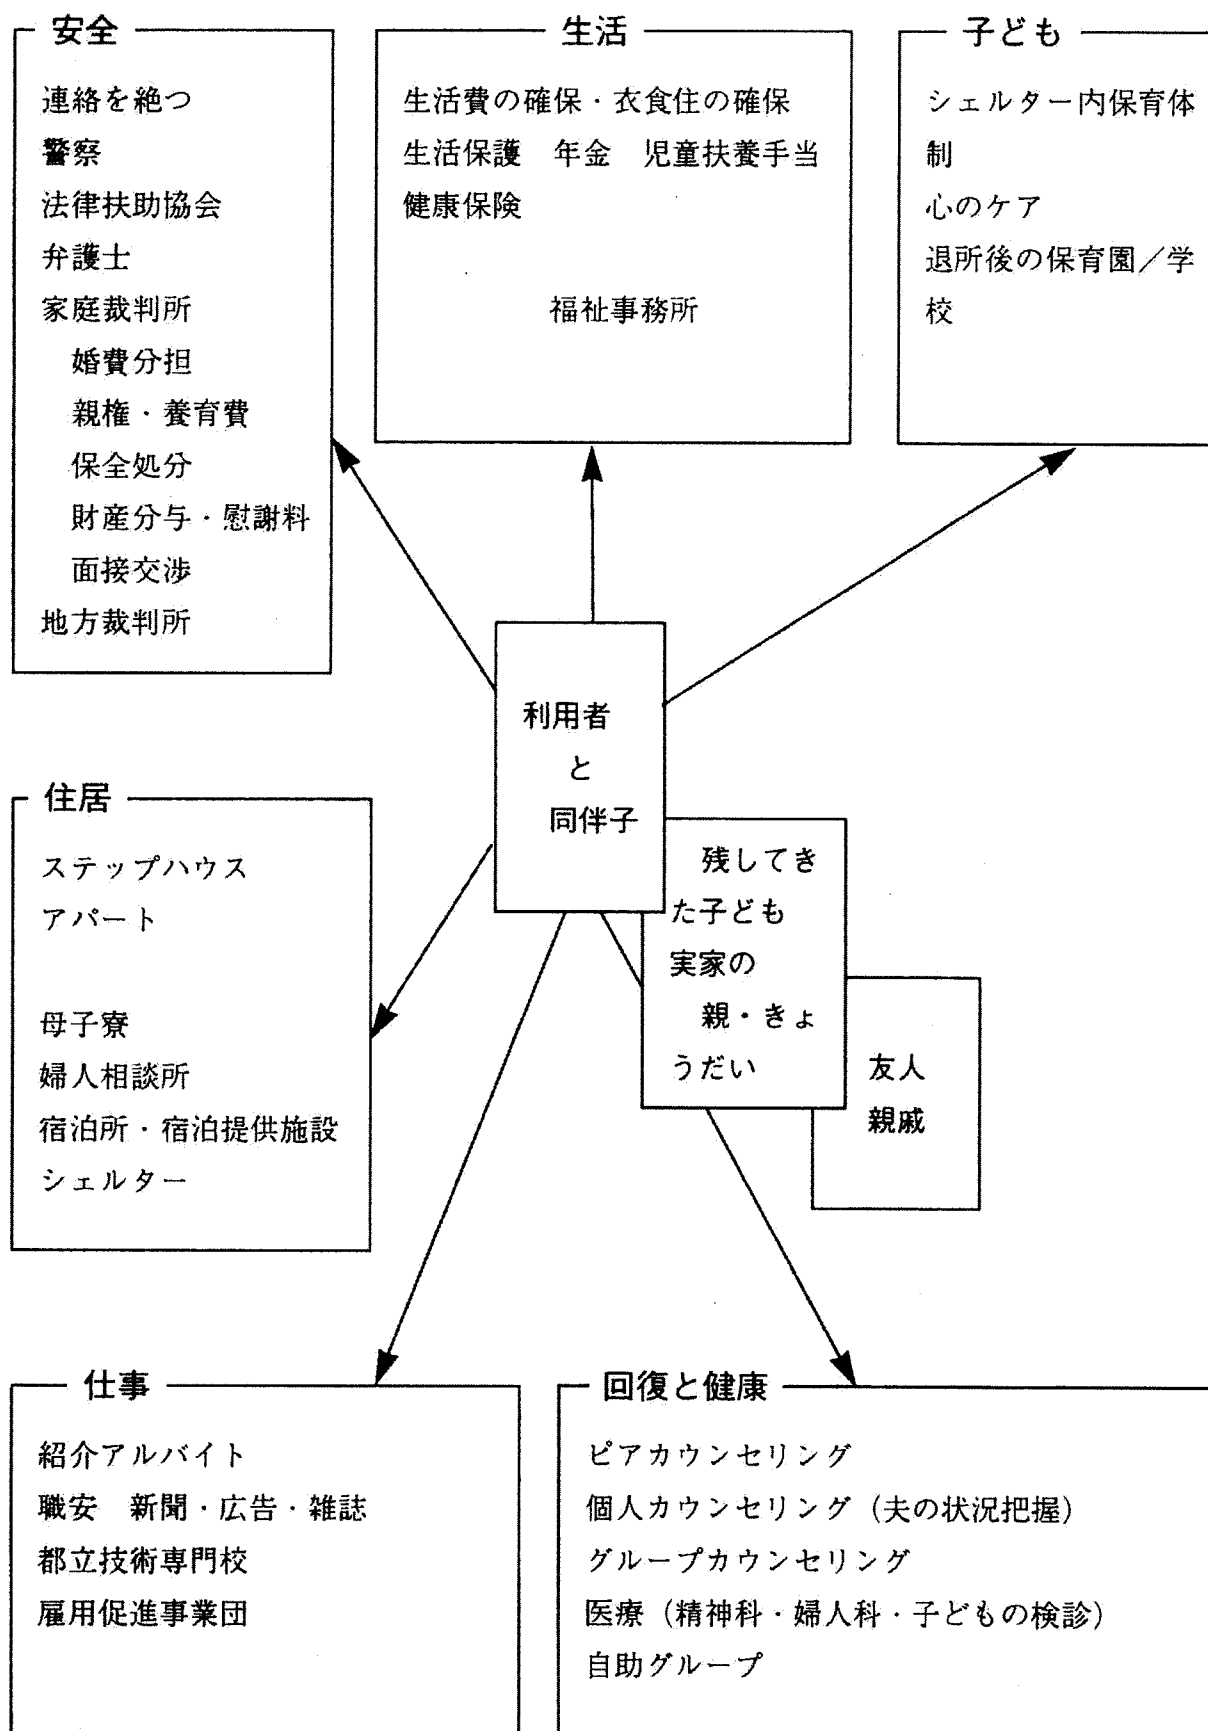 安全
連絡を絶つ
警察
法律扶助協会
弁護士
家庭裁判所
婚費分担
親権・養育費
保全処分
財産分与・慰謝料
面接交渉
地方裁判所
生活
生活費の確保・衣食住の確保
生活保護　年金　児童扶養手当
健康保険
福祉事務所
子ども
シェルター内保育体
制
心のケア
退所後の保育園／学
校
利用者
と
同伴子
残してき
た子ども
実家の
親・きょ
うだい
友人
親戚
住居
ステップハウス
アパート
母子寮
婦人相談所
宿泊所・宿泊提供施設
シェルター
仕事
紹介アルバイト
職安　新聞・広告・雑誌
都立技術専門校
雇用促進事業団
回復と健康
ピアカウンセリング
個人カウンセリング（夫の状況把握）
グループカウンセリング
医療（精神科・婦人科・子どもの検診）
自助グループ